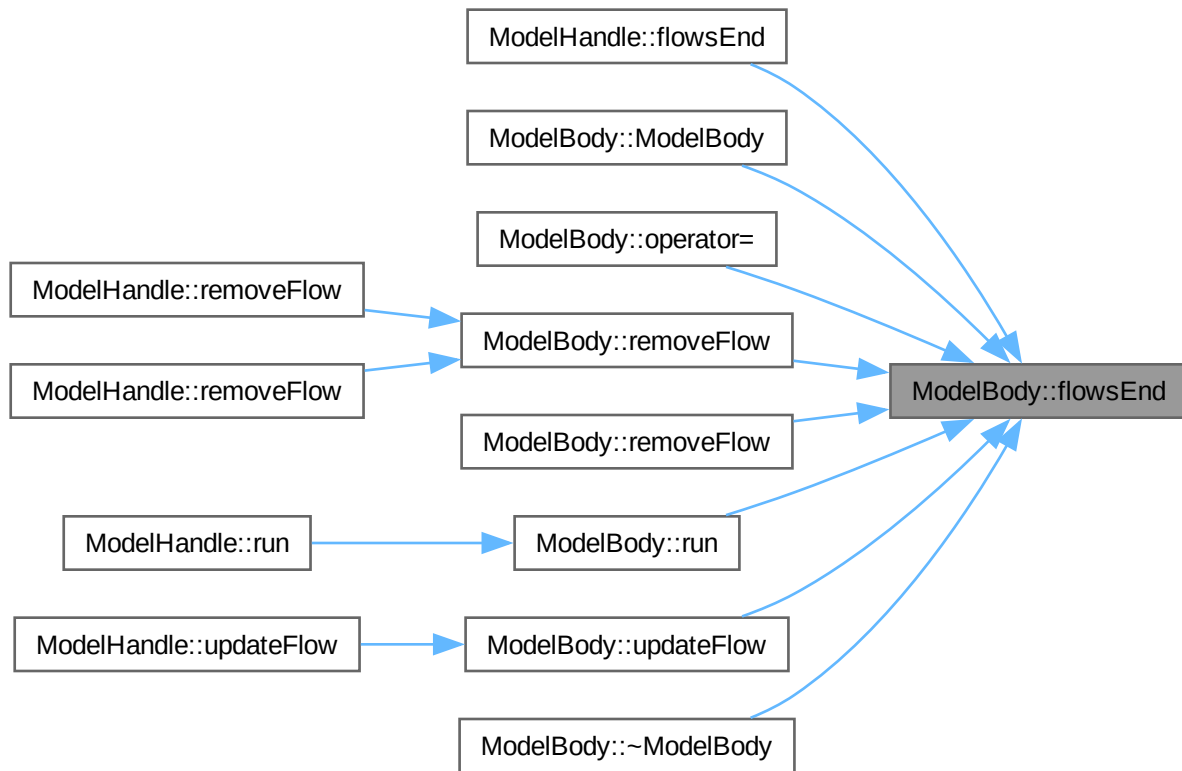 ModelHandle::flowsEnd
ModelBody::ModelBody
ModelBody::operator=
ModelHandle::removeFlow
ModelBody::removeFlow
ModelHandle::removeFlow
ModelBody::flowsEnd
ModelBody::removeFlow
ModelHandle::run
ModelBody::run
ModelHandle::updateFlow
ModelBody::updateFlow
ModelBody::~ModelBody